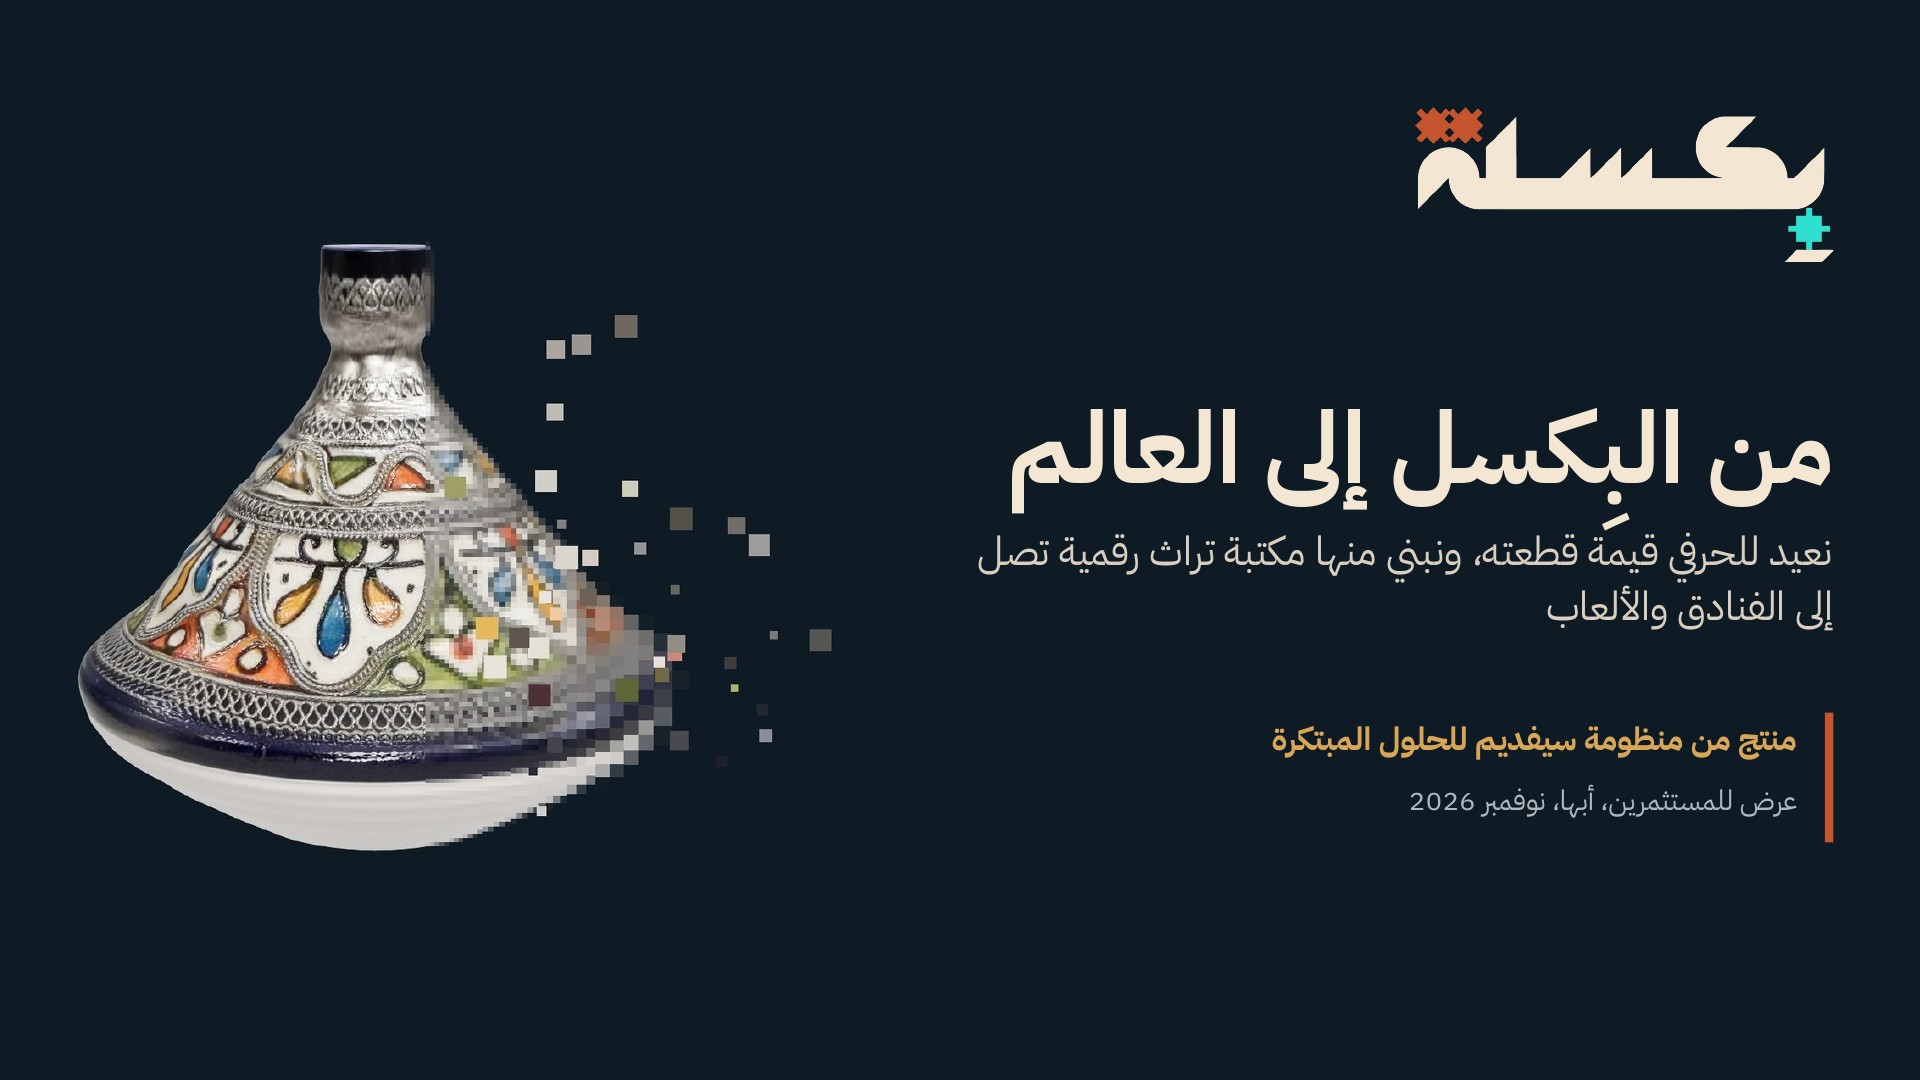 بِكسلة
من البِكسل إلى العالم
نعيد للحرفي قيمة قطعته، ونبني منها مكتبة تراث رقمية تصل
إلى الفنادق والألعاب
منتج من منظومة سيفديم للحلول المبتكرة
عرض للمستثمرين، أبها، نوفمبر 2026